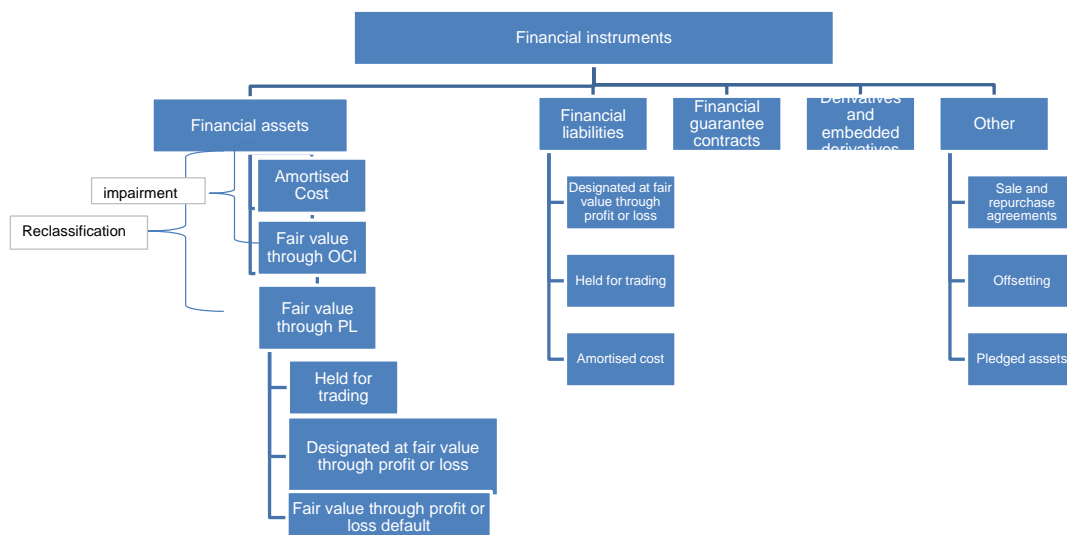 Financial instruments
Financial assets
Financial
liabilities
Financial
guarantee
contracts
Derivatives
and
embedded
derivatives
Other
impairment
Reclassification
Amortised
Cost
Fair value
through OCI
Fair value
through PL
Held for
trading
Designated at fair value
through profit or loss
Fair value through profit or
loss default
Designated at fair
value through
profit or loss
Held for trading
Amortised cost
Sale and
repurchase
agreements
Offsetting
Pledged assets